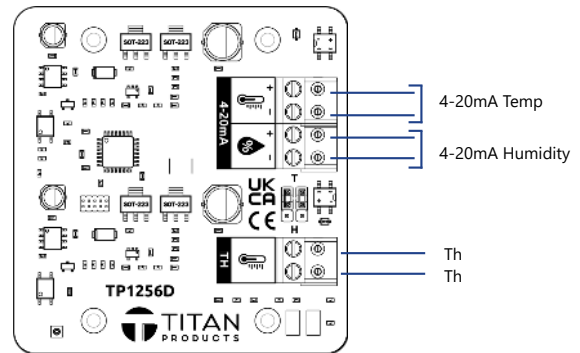 SOT-223 SOT-223
4-20mA
+
-
+
%
-
4-20mA Temp
4-20mA Humidity
UK
CA
CE
T
H
SOT-223 SOT-223
TH
Th
Th
TP1256D
TITAN
PRODUCTS